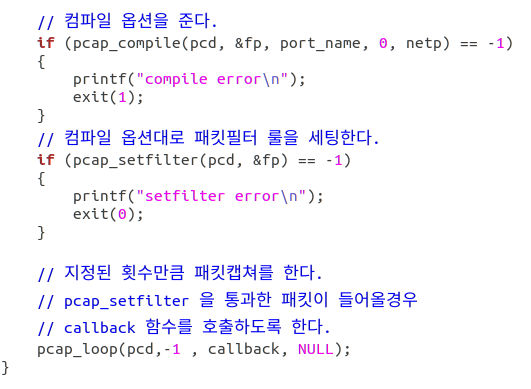 // 컴파일 옵션을 준다.
if (pcap_compile(pcd, &fp, port_name, 0, netp) == -1)
{
printf("compile error\n");
exit(1);
}
// 컴파일 옵션대로 패킷필터 룰을 세팅한다.
if (pcap_setfilter(pcd, &fp) == -1)
{
printf("setfilter error\n");
exit(0);
}
// 지정된 횟수만큼 패킷캡쳐를 한다.
// pcap_setfilter 을 통과한 패킷이 들어올경우
// callback 함수를 호출하도록 한다.
pcap_loop(pcd,-1 , callback, NULL);
}